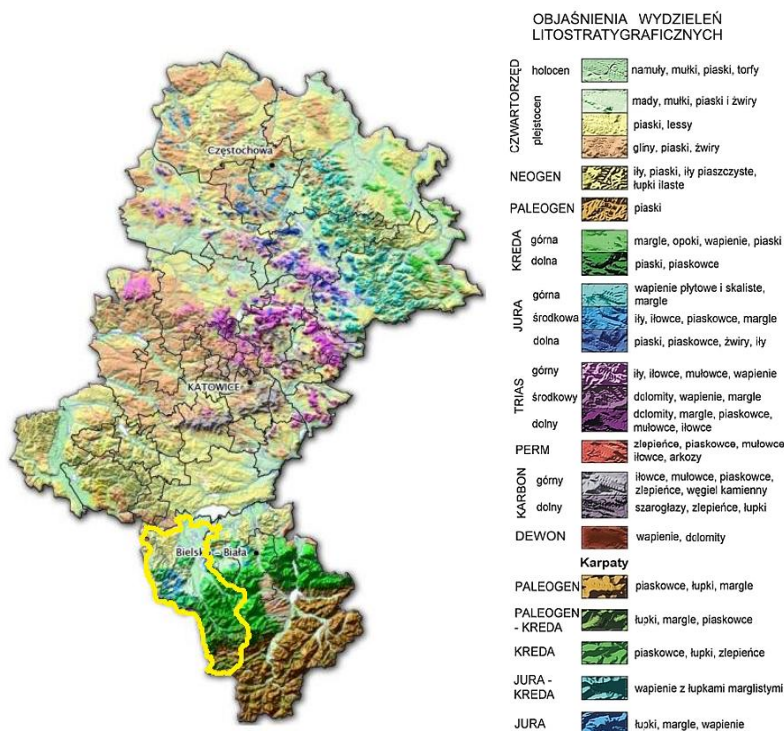 OBJAŚNIENIA WYDZIELEŃ
LITOSTRATYGRAFICZNYCH
CZWARTORZĘD
holocen namuły, mułki, piaski, torfy
plejstocen
mady, mułki, piaski i żwiry
piaski, lessy
gliny, piaski, żwiry
NEOGEN iły, piaski, iły piaszczyste,
łupki ilaste
PALEOGEN piaski
KREDA
górna margle, opoki, wapienie, piaski
dolna piaski, piaskowce
JURA
górna wapienie płytowe i skaliste,
margle
środkowa iły, iłowce, piaskowce, margle
dolna piaski, piaskowce, żwiry, iły
TRIAS
górny iły, iłowce, mułowce, wapienie
środkowy dolomity, wapienie, margle
dolny dolomity, margle, piaskowce,
mułowce, iłowce
PERM zlepieńce, piaskowce, mułowce
iłowce, arkozy
KARBON
górny iłowce, mułowce, piaskowce,
zlepieńce, węgiel kamienny
dolny szarogłazy, zlepieńce, łupki
DEWON wapienie, dolomity
Karpaty
PALEOGEN piaskowce, łupki, margle
PALEOGEN
- KREDA łupki, margle, piaskowce
KREDA piaskowce, łupki, zlepieńce
JURA -
KREDA wapienie z łupkami marglistymi
JURA łupki, margle, wapienie
Częstochowa
KATOWICE
Bielsko - Biała